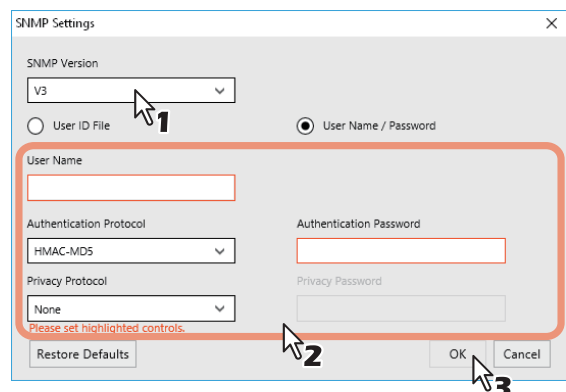 SNMP Settings
SNMP Version
V3
1
User ID File
User Name / Password
User Name
Authentication Protocol
Authentication Password
HMAC-MD5
Privacy Protocol
Privacy Password
None
Please set highlighted controls.
2
Restore Defaults
OK
Cancel
3